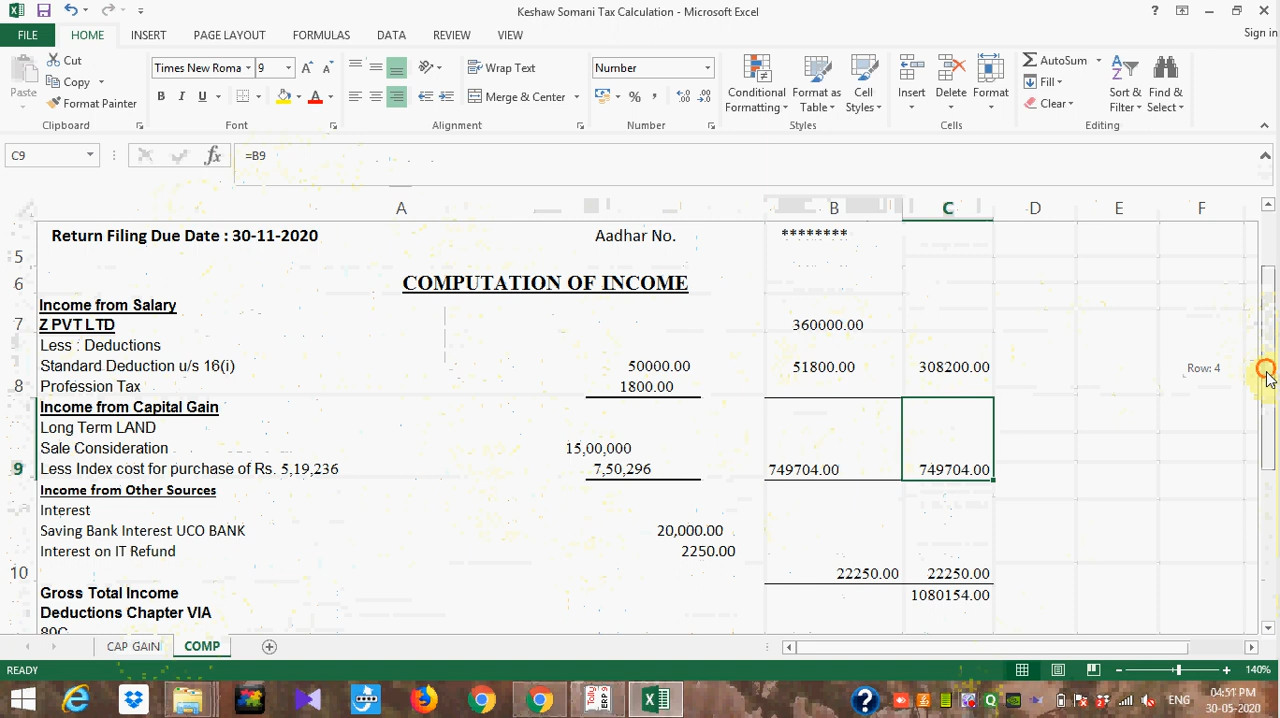 Keshaw Somani Tax Calculation - Microsoft Excel
Sign in
FILE HOME INSERT PAGE LAYOUT FORMULAS DATA REVIEW VIEW
Paste Cut Copy Format Painter
Times New Roma 9
B I U
Wrap Text
Merge & Center
Number
Conditional Formatting Format as Table Cell Styles
Insert Delete Format
AutoSum Fill Clear
Sort & Filter Find & Select
Clipboard Font Alignment Number Styles Cells Editing
C9 fx =B9
A B C D E F
5 Return Filing Due Date : 30-11-2020 Aadhar No. ********
6 COMPUTATION OF INCOME
Income from Salary
7 Z PVT LTD 360000.00
Less : Deductions
Standard Deduction u/s 16(i) 50000.00 51800.00 308200.00
Row: 4
8 Profession Tax 1800.00
Income from Capital Gain
Long Term LAND
Sale Consideration 15,00,000
9 Less Index cost for purchase of Rs. 5,19,236 7,50,296 749704.00 749704.00
Income from Other Sources
Interest
Saving Bank Interest UCO BANK 20,000.00
Interest on IT Refund 2250.00
10 22250.00 22250.00
Gross Total Income 1080154.00
Deductions Chapter VIA
80C
CAP GAIN COMP
READY 140%
ENG 04:51 PM
30-05-2020